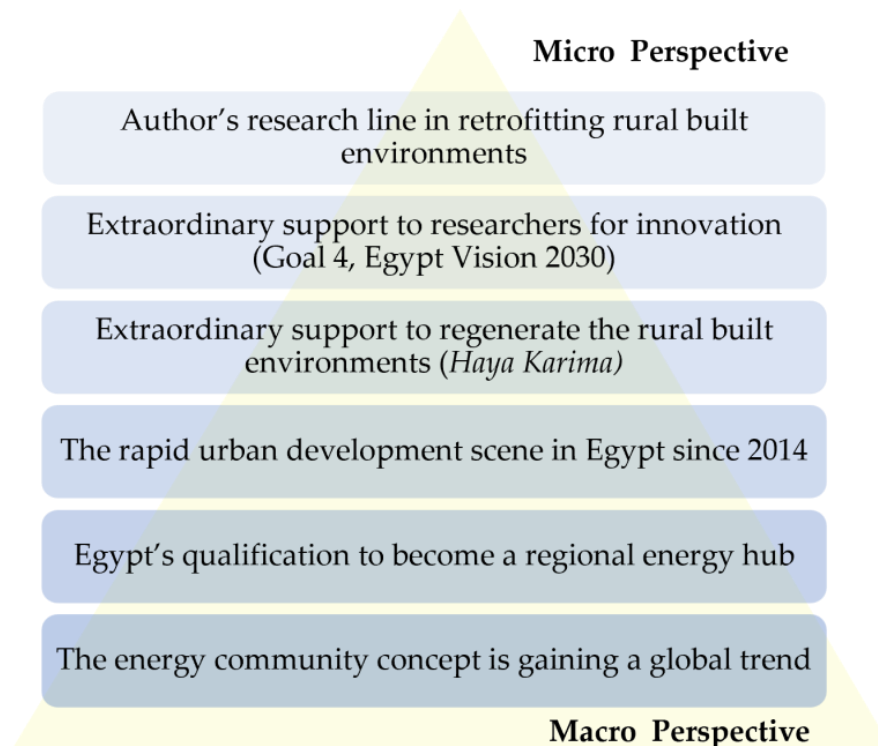 Micro Perspective
Author's research line in retrofitting rural built
environments
Extraordinary support to researchers for innovation
(Goal 4, Egypt Vision 2030)
Extraordinary support to regenerate the rural built
environments (Haya Karima)
The rapid urban development scene in Egypt since 2014
Egypt's qualification to become a regional energy hub
The energy community concept is gaining a global trend
Macro Perspective